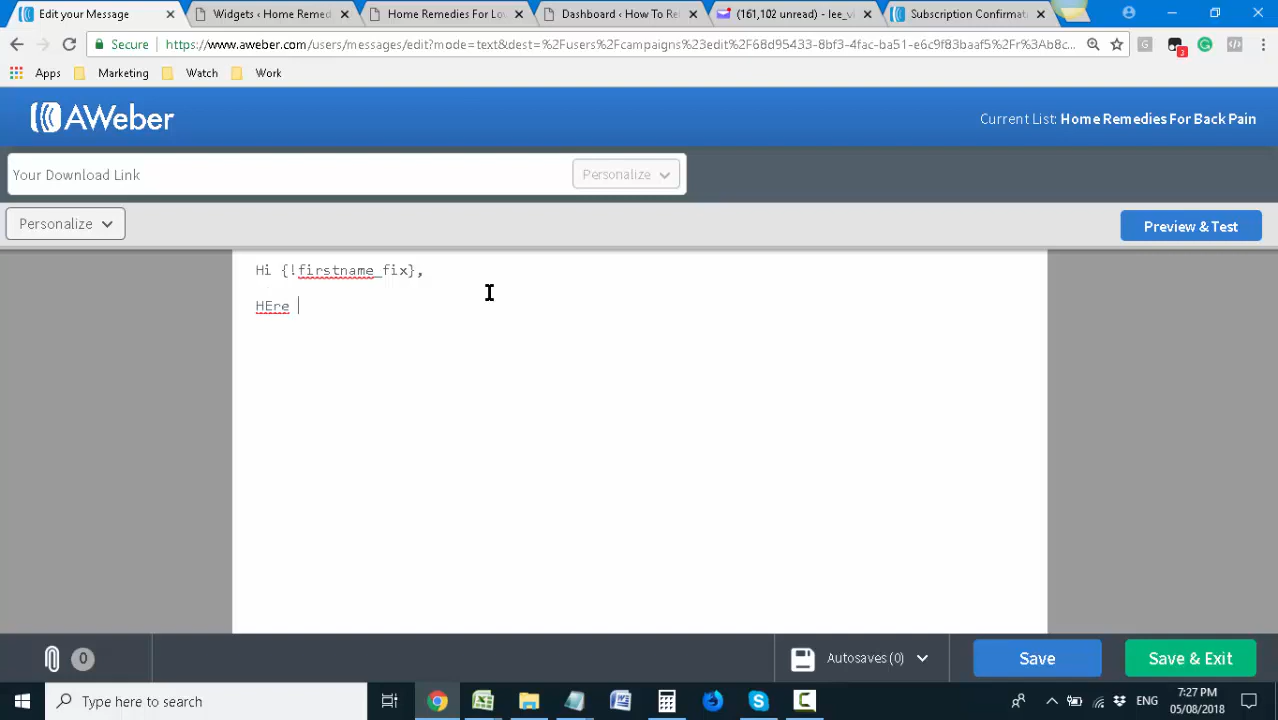 Edit your Message
Widgets ‹ Home Remed
Home Remedies For Lov
Dashboard ‹ How To Re
(161,102 unread) - lee_v
Subscription Confirmat
Secure
https://www.aweber.com/users/messages/edit?mode=text&dest=%2Fusers%2Fcampaigns%23edit%2F68d95433-8bf3-4fac-ba51-e6c9f83baaf5%2Fr%3Ab8c...
3
Apps
Marketing
Watch
Work
AWeber
Current List: Home Remedies For Back Pain
Your Download Link
Personalize
Personalize
Preview & Test
Hi {!firstname_fix},
HEre
0
Autosaves (0)
Save
Save & Exit
Type here to search
ENG
7:27 PM
05/08/2018